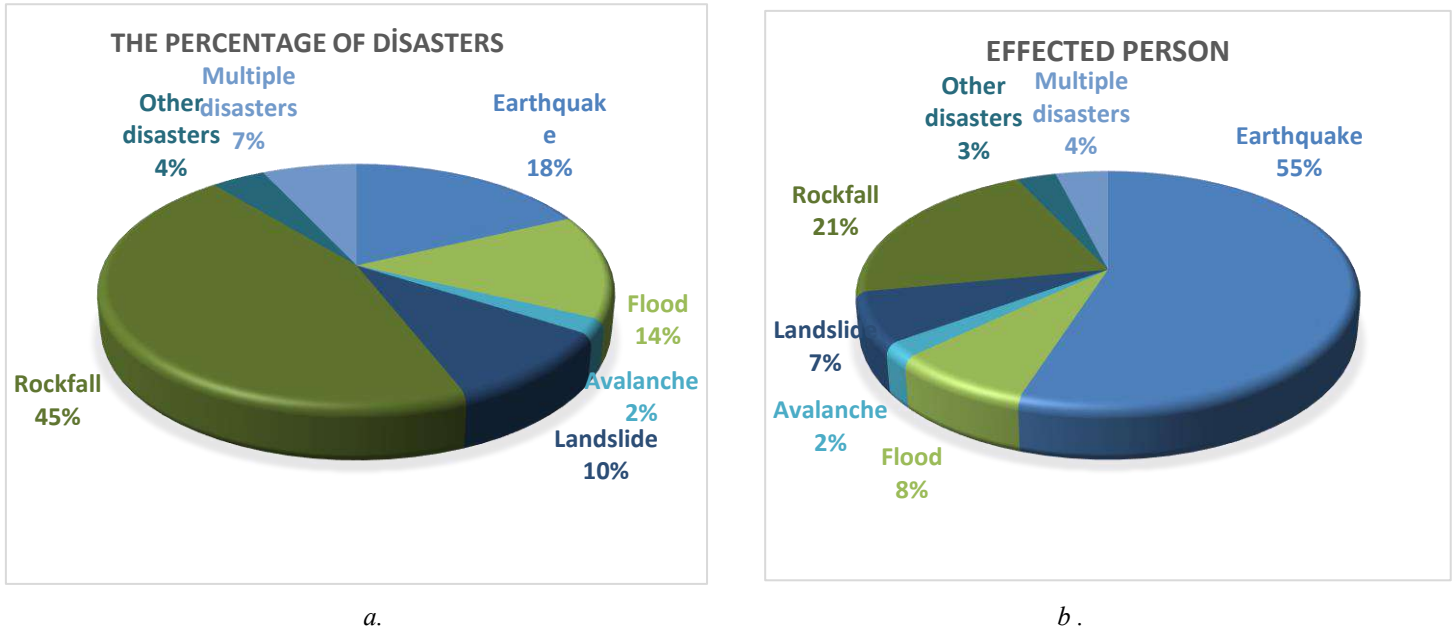 THE PERCENTAGE OF DİSASTERS
Multiple
disasters
7%
Other
disasters
4%
Earthquak
e
18%
Flood
14%
Avalanche
2%
Landslide
10%
Rockfall
45%
a.
EFFECTED PERSON
Other
disasters
3%
Multiple
disasters
4%
Earthquake
55%
Rockfall
21%
Landslide
7%
Avalanche
2%
Flood
8%
b .